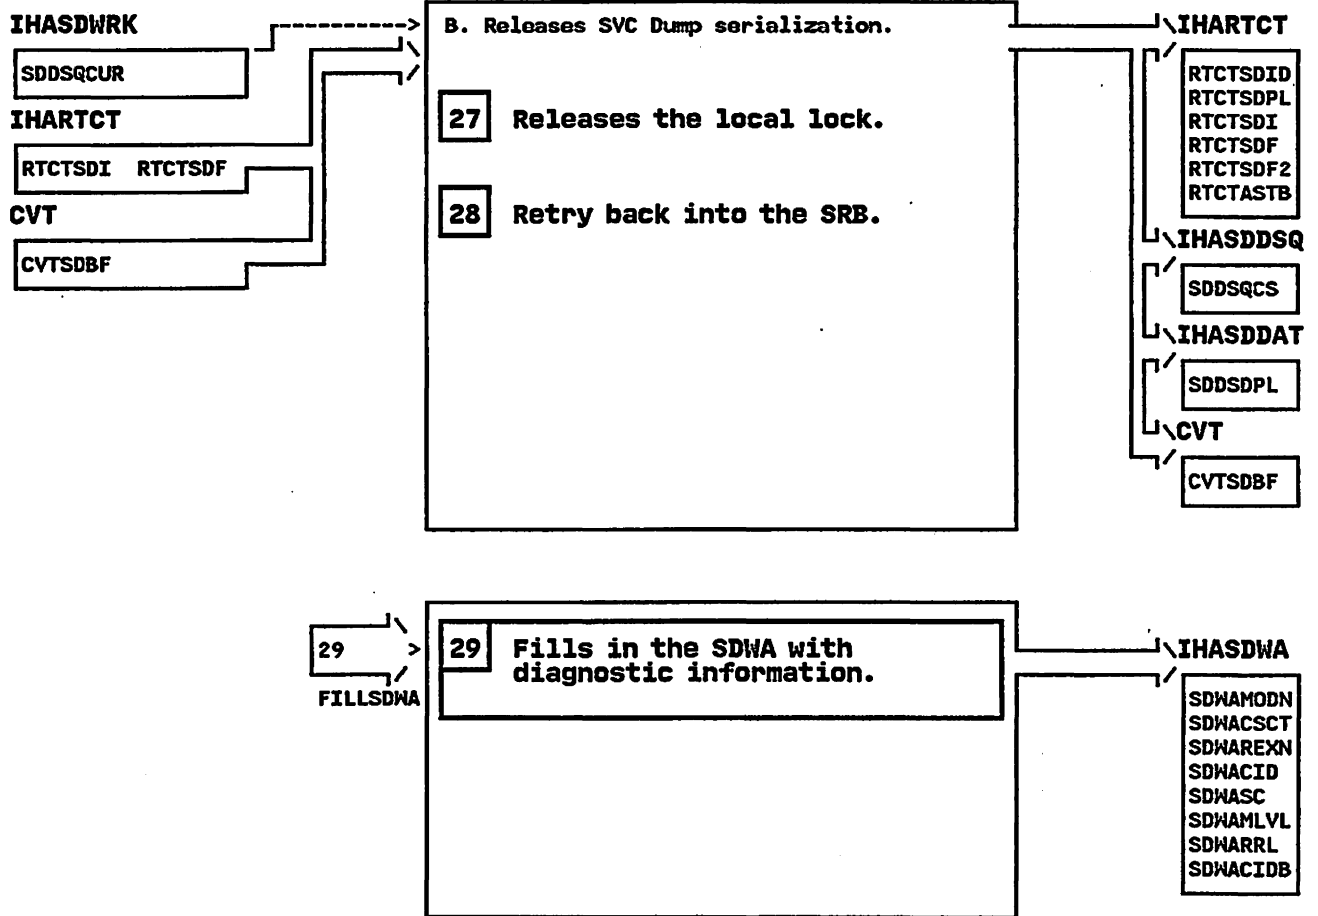 IHASDWRK
SDDSQCUR
IHARTCT
RTCTSDI RTCTSDF
CVT
CVTSDBF
B. Releases SVC Dump serialization.
27 Releases the local lock.
28 Retry back into the SRB.
IHARTCT
RTCTSDID
RTCTSDPL
RTCTSDI
RTCTSDF
RTCTSDF2
RTCTASTB
IHASDDSQ
SDDSQCS
IHASDDAT
SDDSDPL
CVT
CVTSDBF
29
FILLSDWA
29 Fills in the SDWA with
diagnostic information.
IHASDWA
SDWAMODN
SDWACSCT
SDWAREXN
SDWACID
SDWASC
SDWAMLVL
SDWARRL
SDWACIDB